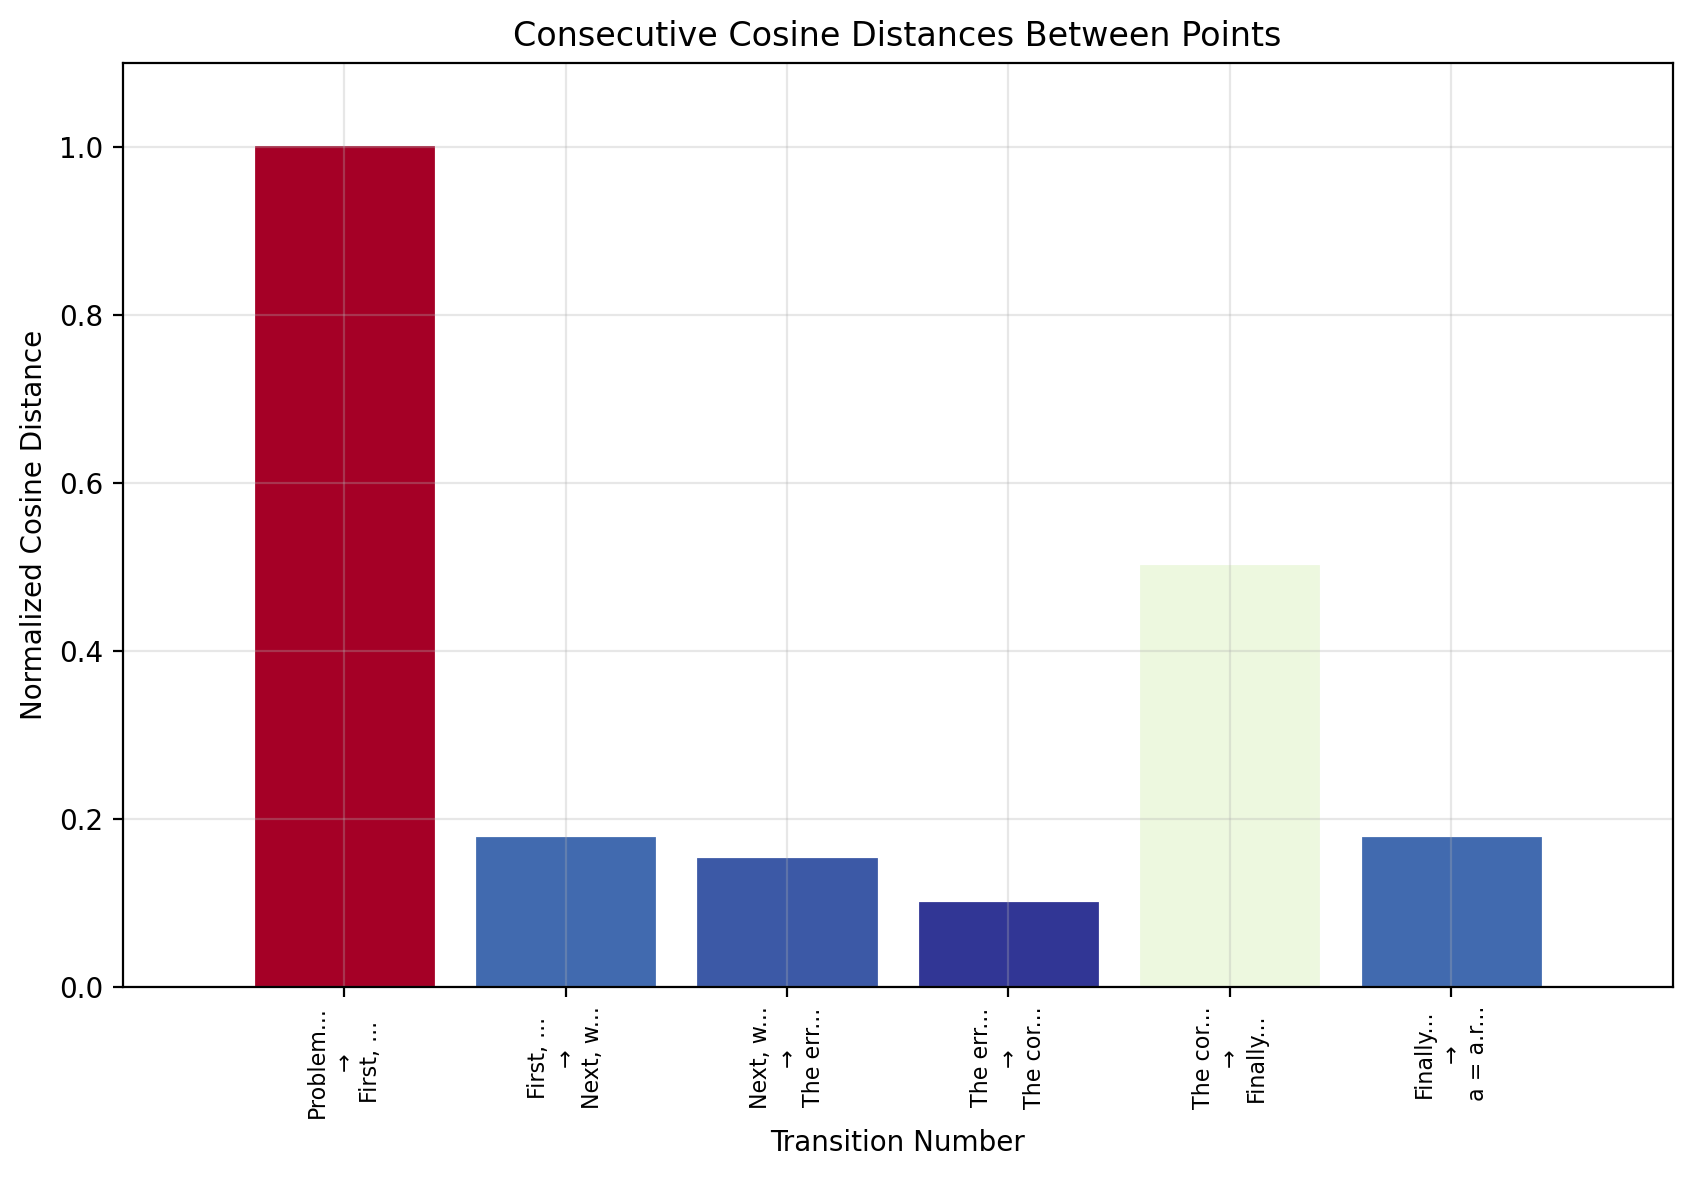 Consecutive Cosine Distances Between Points
Normalized Cosine Distance
1.0
0.8
0.6
0.4
0.2
0.0
Problem...
→
First, ...
First, ...
→
Next, w...
Next, w...
→
The err...
The err...
→
The cor...
The cor...
→
Finally...
Finally...
→
a = a.r...
Transition Number